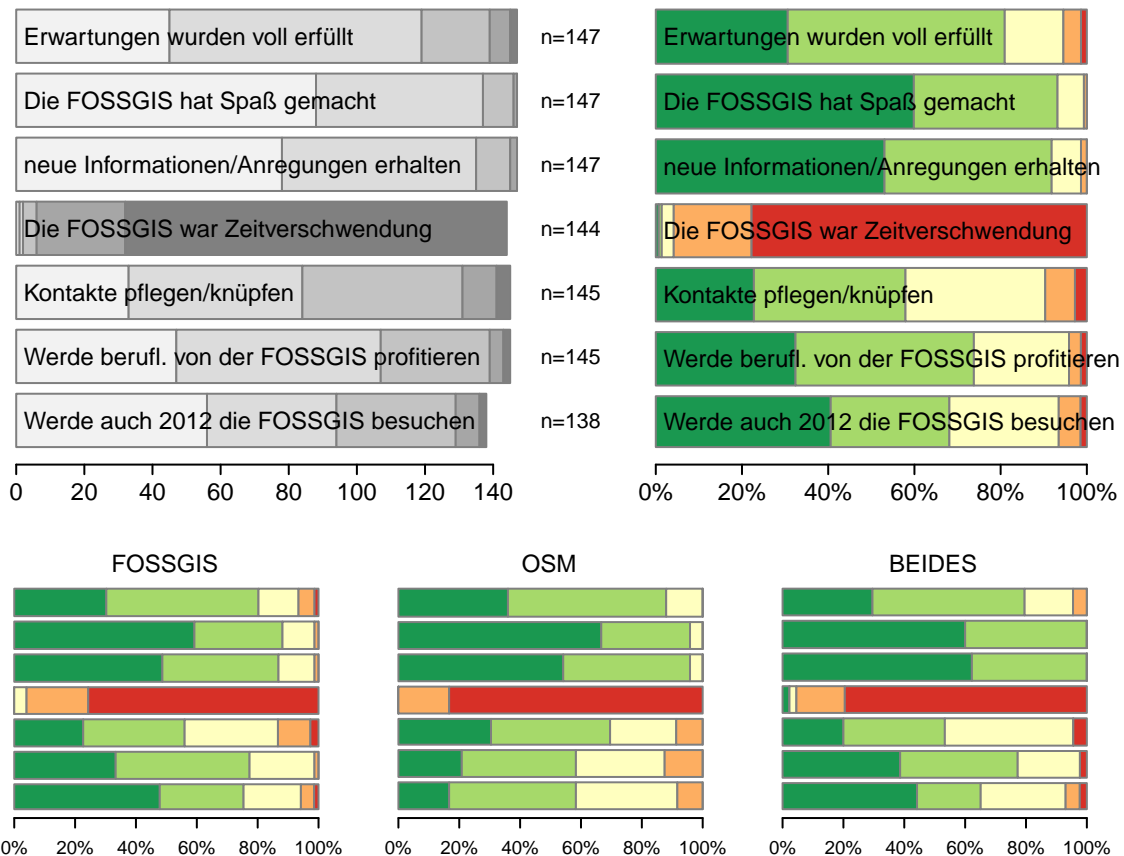 Erwartungen wurden voll erfüllt
n=147
Erwartungen wurden voll erfüllt
Die FOSSGIS hat Spaß gemacht
n=147
Die FOSSGIS hat Spaß gemacht
neue Informationen/Anregungen erhalten
n=147
neue Informationen/Anregungen erhalten
Die FOSSGIS war Zeitverschwendung
n=144
Die FOSSGIS war Zeitverschwendung
Kontakte pflegen/knüpfen
n=145
Kontakte pflegen/knüpfen
Werde berufl. von der FOSSGIS profitieren
n=145
Werde berufl. von der FOSSGIS profitieren
Werde auch 2012 die FOSSGIS besuchen
n=138
Werde auch 2012 die FOSSGIS besuchen
0 20 40 60 80 100 120 140
0% 20% 40% 60% 80% 100%
FOSSGIS
OSM
BEIDES
0% 20% 40% 60% 80% 100%
0% 20% 40% 60% 80% 100%
0% 20% 40% 60% 80% 100%